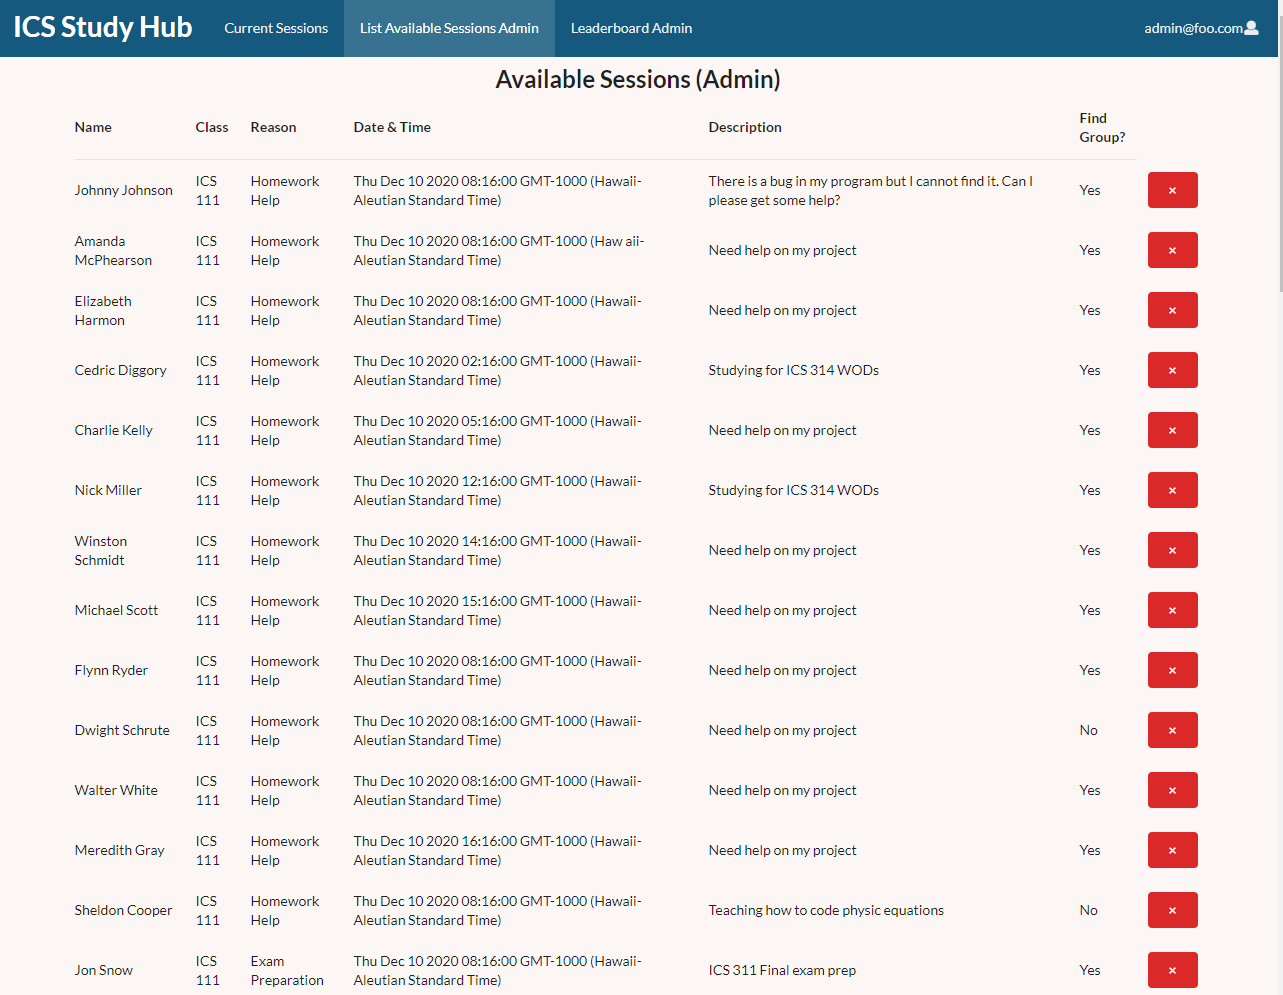 ICS Study Hub Current Sessions List Available Sessions Admin Leaderboard Admin admin@foo.com
Available Sessions (Admin)
Name Class Reason Date & Time Description Find
Group?
Johnny Johnson ICS Homework Thu Dec 10 2020 08:16:00 GMT-1000 (Hawaii- There is a bug in my program but I cannot find it. Can I Yes ×
111 Help Aleutian Standard Time) please get some help?
Amanda ICS Homework Thu Dec 10 2020 08:16:00 GMT-1000 (Haw aii- Need help on my project Yes ×
McPhearson 111 Help Aleutian Standard Time)
Elizabeth ICS Homework Thu Dec 10 2020 08:16:00 GMT-1000 (Hawaii- Need help on my project Yes ×
Harmon 111 Help Aleutian Standard Time)
Cedric Diggory ICS Homework Thu Dec 10 2020 02:16:00 GMT-1000 (Hawaii- Studying for ICS 314 WODs Yes ×
111 Help Aleutian Standard Time)
Charlie Kelly ICS Homework Thu Dec 10 2020 05:16:00 GMT-1000 (Hawaii- Need help on my project Yes ×
111 Help Aleutian Standard Time)
Nick Miller ICS Homework Thu Dec 10 2020 12:16:00 GMT-1000 (Hawaii- Studying for ICS 314 WODs Yes ×
111 Help Aleutian Standard Time)
Winston ICS Homework Thu Dec 10 2020 14:16:00 GMT-1000 (Hawaii- Need help on my project Yes ×
Schmidt 111 Help Aleutian Standard Time)
Michael Scott ICS Homework Thu Dec 10 2020 15:16:00 GMT-1000 (Hawaii- Need help on my project Yes ×
111 Help Aleutian Standard Time)
Flynn Ryder ICS Homework Thu Dec 10 2020 08:16:00 GMT-1000 (Hawaii- Need help on my project Yes ×
111 Help Aleutian Standard Time)
Dwight Schrute ICS Homework Thu Dec 10 2020 08:16:00 GMT-1000 (Hawaii- Need help on my project No ×
111 Help Aleutian Standard Time)
Walter White ICS Homework Thu Dec 10 2020 08:16:00 GMT-1000 (Hawaii- Need help on my project Yes ×
111 Help Aleutian Standard Time)
Meredith Gray ICS Homework Thu Dec 10 2020 16:16:00 GMT-1000 (Hawaii- Need help on my project Yes ×
111 Help Aleutian Standard Time)
Sheldon Cooper ICS Homework Thu Dec 10 2020 08:16:00 GMT-1000 (Hawaii- Teaching how to code physic equations No ×
111 Help Aleutian Standard Time)
Jon Snow ICS Exam Thu Dec 10 2020 08:16:00 GMT-1000 (Hawaii- ICS 311 Final exam prep Yes ×
111 Preparation Aleutian Standard Time)